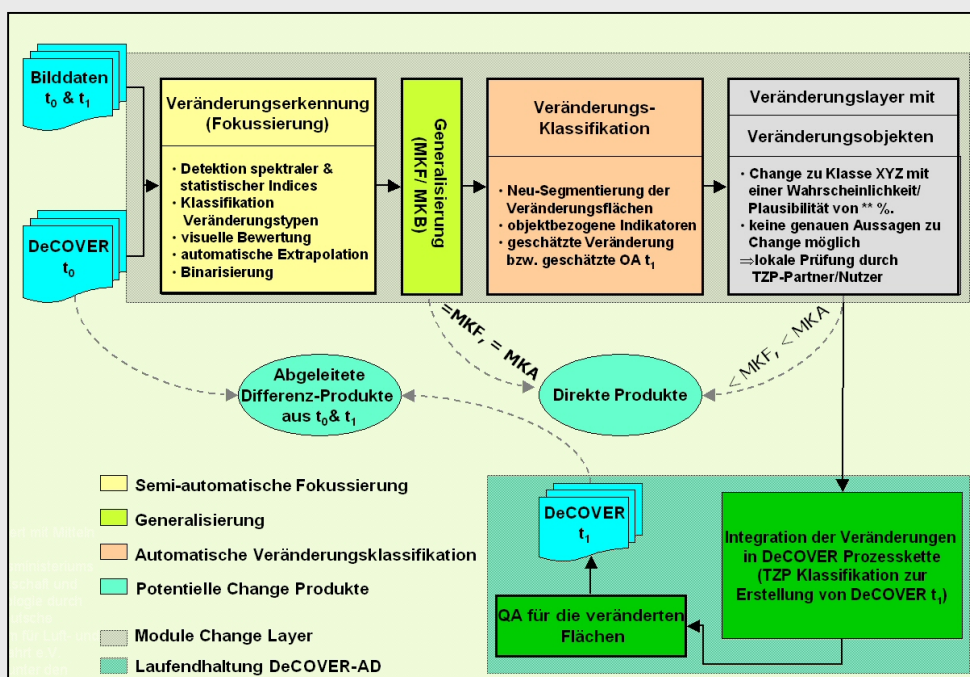 Bilddaten
t0 & t1
DeCOVER
t0
Veränderungserkennung
(Fokussierung)
· Detektion spektraler &
statistischer Indices
· Klassifikation
Veränderungstypen
· visuelle Bewertung
· automatische Extrapolation
· Binarisierung
Generalisierung
(MKF/ MKB)
Veränderungs-
Klassifikation
· Neu-Segmentierung der
Veränderungsflächen
· objektbezogene Indikatoren
· geschätzte Veränderung
bzw. geschätzte OA t1
Veränderungslayer mit
Veränderungsobjekten
· Change zu Klasse XYZ mit
einer Wahrscheinlichkeit/
Plausibilität von ** %.
· keine genauen Aussagen zu
Change möglich
⇒lokale Prüfung durch
TZP-Partner/Nutzer
=MKF, = MKA
< MKF, < MKA
Abgeleitete
Differenz-Produkte
aus t0& t1
Direkte Produkte
Semi-automatische Fokussierung
Generalisierung
Automatische Veränderungsklassifikation
Potentielle Change Produkte
Module Change Layer
Laufendhaltung DeCOVER-AD
DeCOVER
t1
QA für die veränderten
Flächen
Integration der Veränderungen
in DeCOVER Prozesskette
(TZP Klassifikation zur
Erstellung von DeCOVER t1)